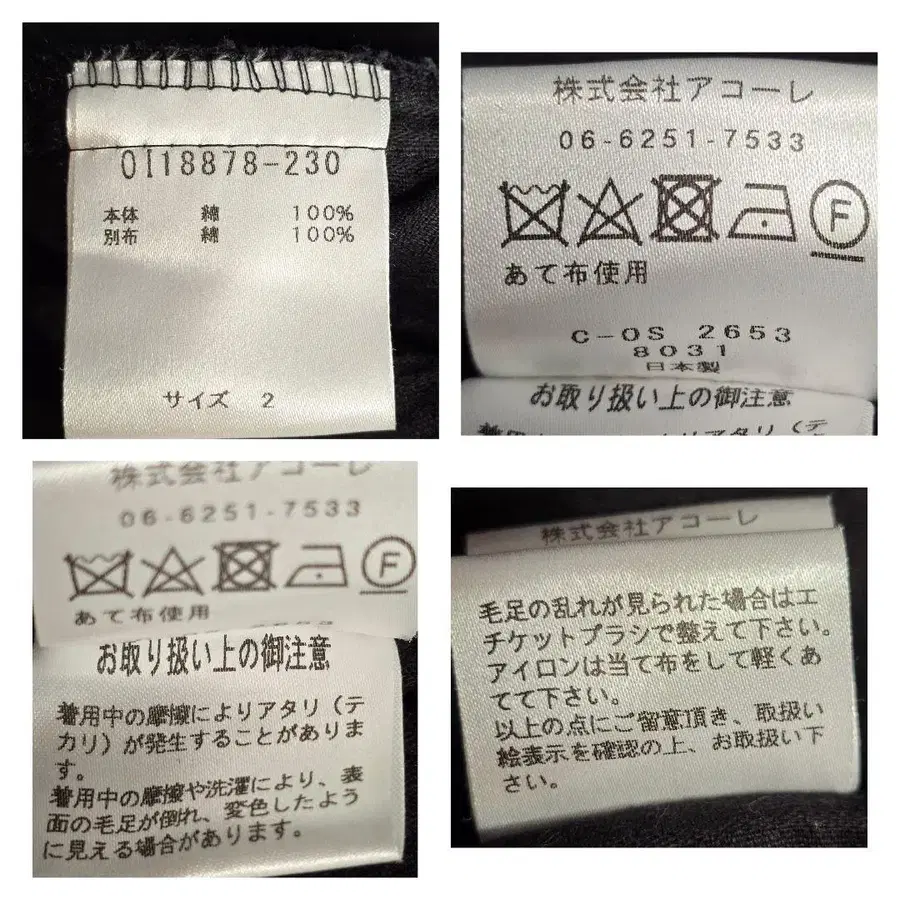 0I18878-230
本体 綿 100%
別布 綿 100%
サイズ 2
株式会社アコーレ
06-6251-7533
F
あて布使用
C-0S 2653
8031
日本製
お取り扱い上の御注意
株式会社アコーレ
06-6251-7533
F
あて布使用
お取り扱い上の御注意
着用中の摩擦によりアタリ（テ
カリ）が発生することがありま
す。
着用中の摩擦や洗濯により、表
面の毛足が倒れ、変色したよう
に見える場合があります。
株式会社アコーレ
毛足の乱れが見られた場合はエ
チケットブラシで整えて下さい。
アイロンは当て布をして軽くあ
てて下さい。
以上の点にご留意頂き、取扱い
絵表示を確認の上、お取扱い下
さい。